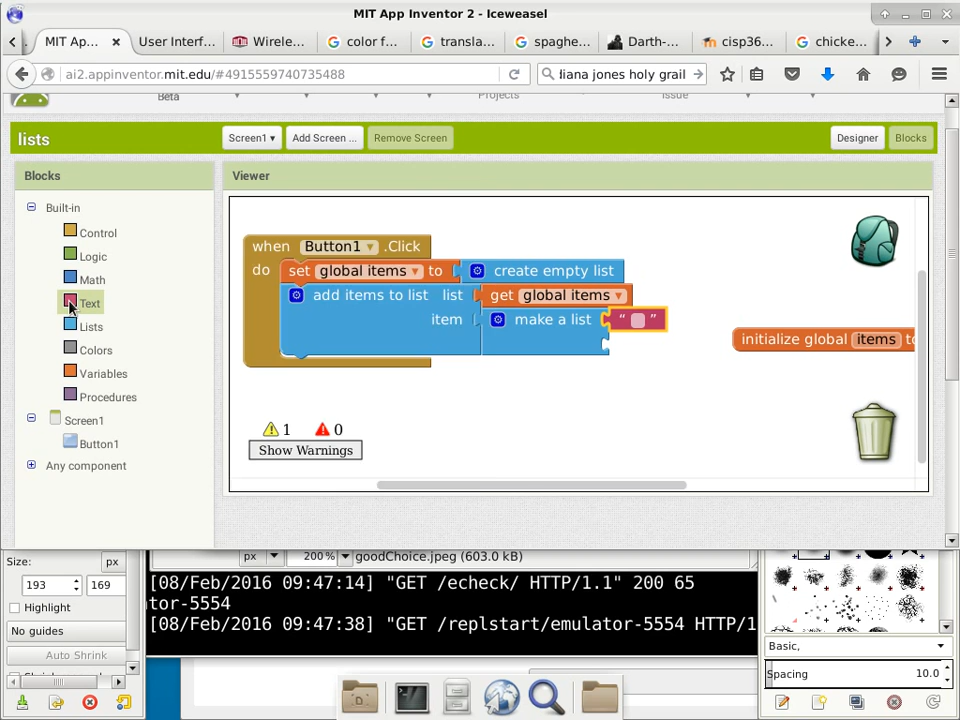 MIT App Inventor 2 - Iceweasel
MIT Ap...
User Interf...
Wirele...
color f...
transla...
spaghe...
Darth-...
cisp36...
chicke...
ai2.appinventor.mit.edu/#4915559740735488
liana jones holy grail
Beta
Projects
Issue
lists
Screen1
Add Screen ...
Remove Screen
Designer
Blocks
Blocks
Viewer
Built-in
Control
Logic
Math
Text
Lists
Colors
Variables
Procedures
Screen1
Button1
Any component
when Button1 .Click
do set global items to create empty list
add items to list list get global items
item make a list “ ”
initialize global items to
1 0
Show Warnings
Size: px
193 169
Highlight
No guides
Auto Shrink
px 200% goodChoice.jpeg (603.0 kB)
[08/Feb/2016 09:47:14] "GET /echeck/ HTTP/1.1" 200 65
tor-5554
[08/Feb/2016 09:47:38] "GET /replstart/emulator-5554 HTTP/1
Basic,
Spacing 10.0